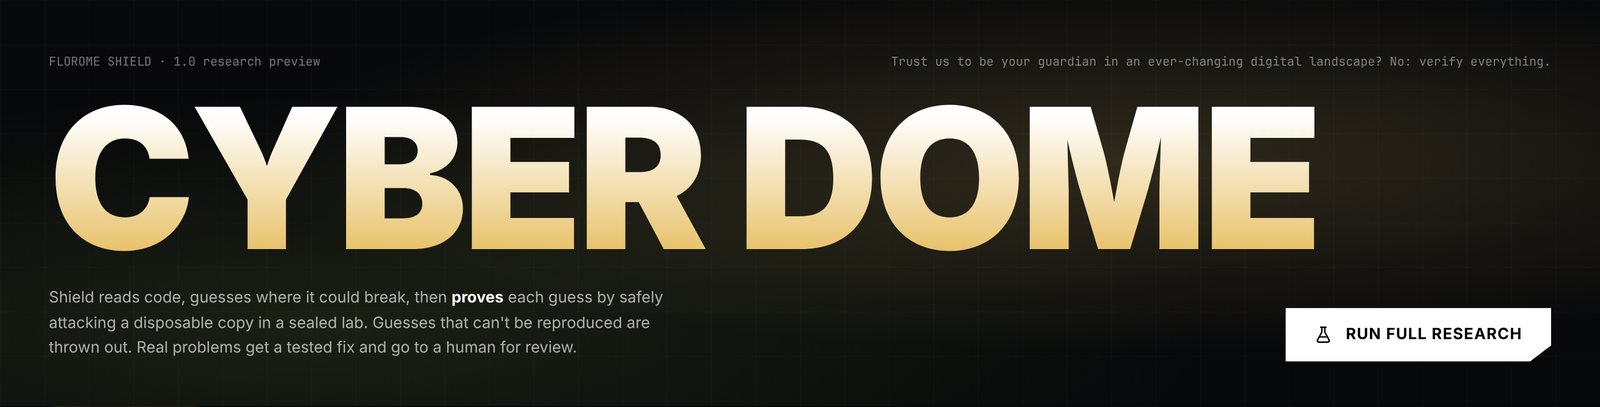 FLOROME SHIELD · 1.0 research preview
Trust us to be your guardian in an ever-changing digital landscape? No: verify everything.
CYBER DOME
Shield reads code, guesses where it could break, then proves each guess by safely
attacking a disposable copy in a sealed lab. Guesses that can't be reproduced are
thrown out. Real problems get a tested fix and go to a human for review.
RUN FULL RESEARCH